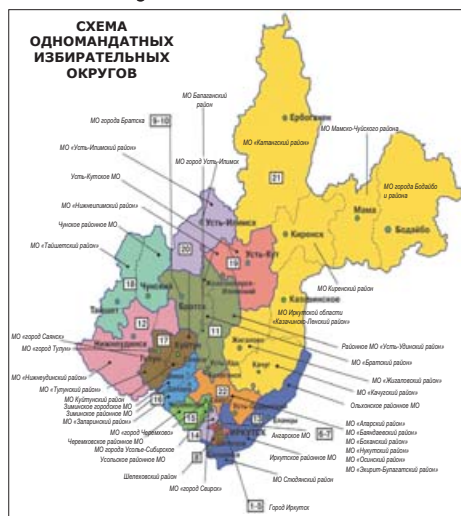 СХЕМА
ОДНОМАНДАТНЫХ
ИЗБИРАТЕЛЬНЫХ
ОКРУГОВ
МО Балаганский
район
МО города Братска
9-10
МО «Усть-Илимский район»
МО город Усть-Илимск
Усть-Кутское МО
МО «Нижнеилимский район»
Чунское районное МО
МО «Тайшетский район»
Ербогачен
МО «Катангский район»
МО Мамско-Чуйского района
МО города Бодайбо
и района
21
Мама
Бодайбо
Киренск
МО Киренский район
Усть-Илимск
20
Усть-Кут
19
18
Чунский
Тайшет
Братск
Казачинское
МО Иркутской области
«Казачинско-Ленский район»
12
Нижнеудинск
17
11
Районное МО «Усть-Удинский район»
МО «Братский район»
Жигалово
МО «Жигаловский район»
Качуг
МО «Качугский район»
Ольхонское районное МО
МО «город Саянск»
МО «город Тулун»
МО «Нижнеудинский район»
МО «Тулунский район»
МО Куйтунский район
Зиминское городское МО
Зиминское районное МО
МО «Заларинский район»
16
22
15
МО «город Черемхово»
Черемховское районное МО
МО города Усолье-Сибирское
Усольское районное МО
14
Шелеховский район
8
МО «город Свирск»
Ангарское МО
6-7
Иркутское районное МО
МО «Аларский район»
МО «Баяндаевский район»
МО «Боханский район»
МО «Нукутский район»
МО «Осинский район»
МО «Эхирит-Булагатский район»
МО Слюдянский район
1-5
Город Иркутск